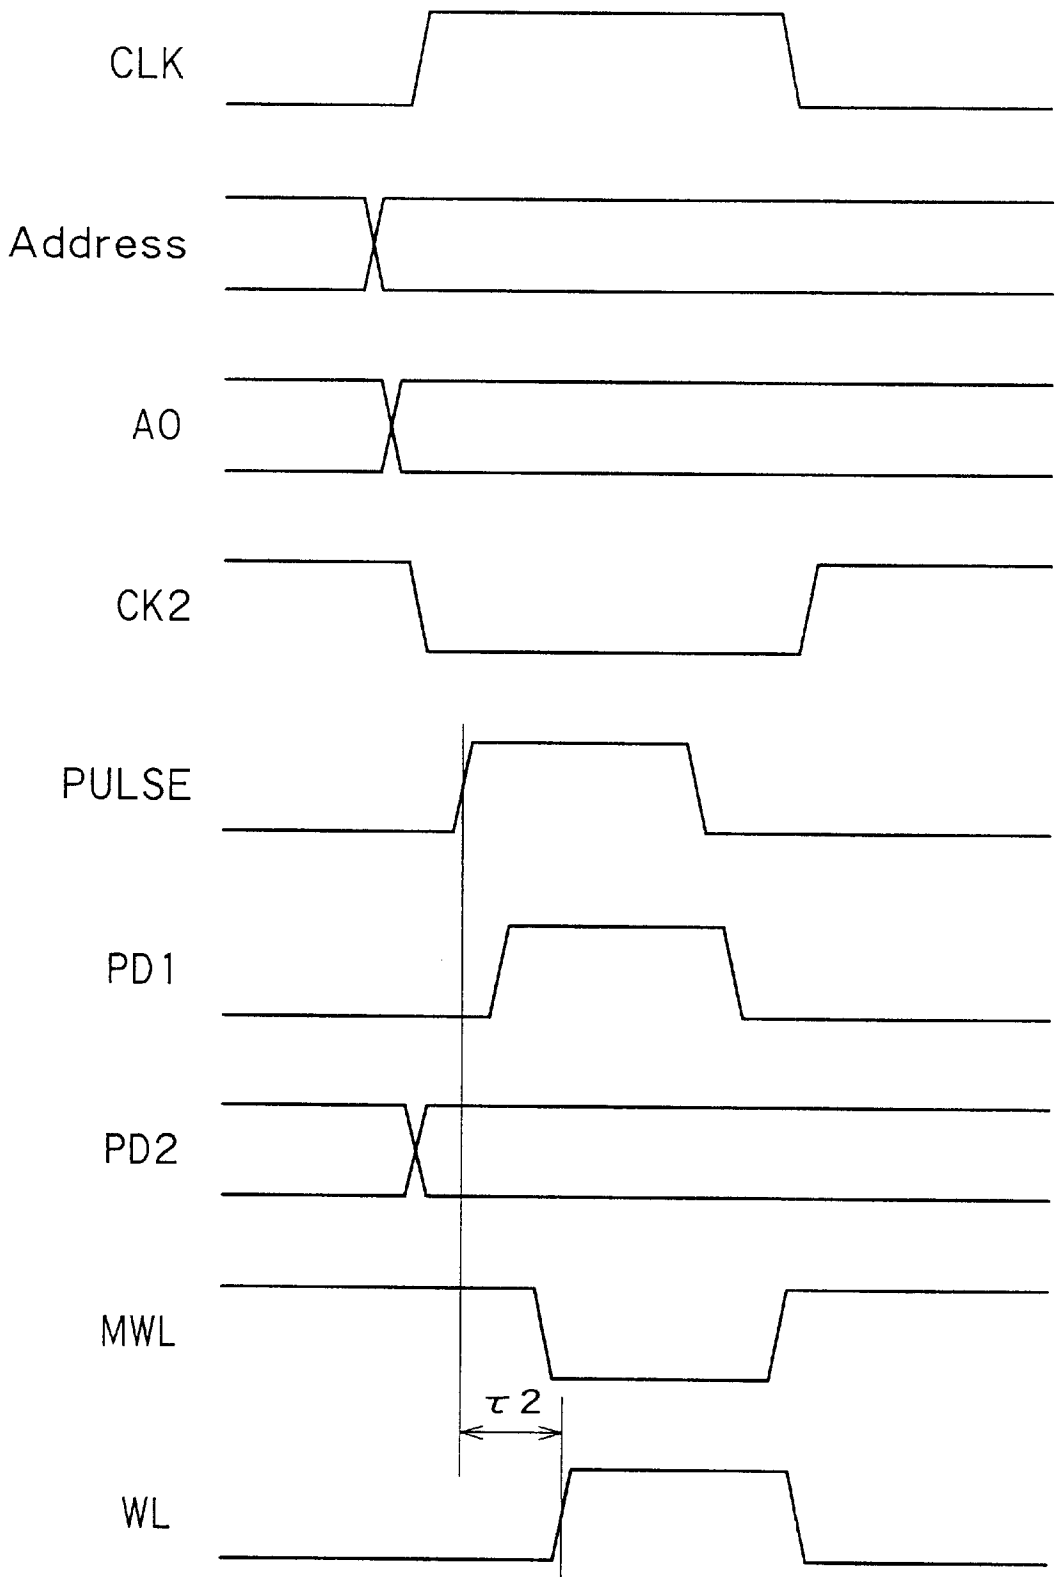 CLK
Address
A0
CK2
PULSE
PD1
PD2
MWL
τ2
WL